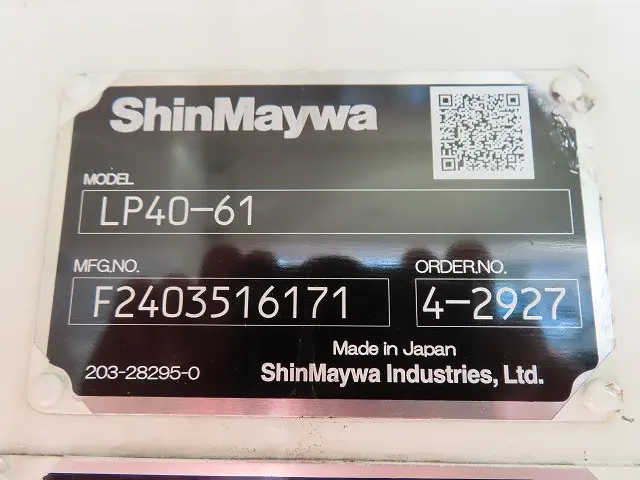 ShinMaywa
MODEL
LP40-61
MFG.NO. ORDER.NO.
F2403516171 4-2927
Made in Japan
203-28295-0 ShinMaywa Industries, Ltd.